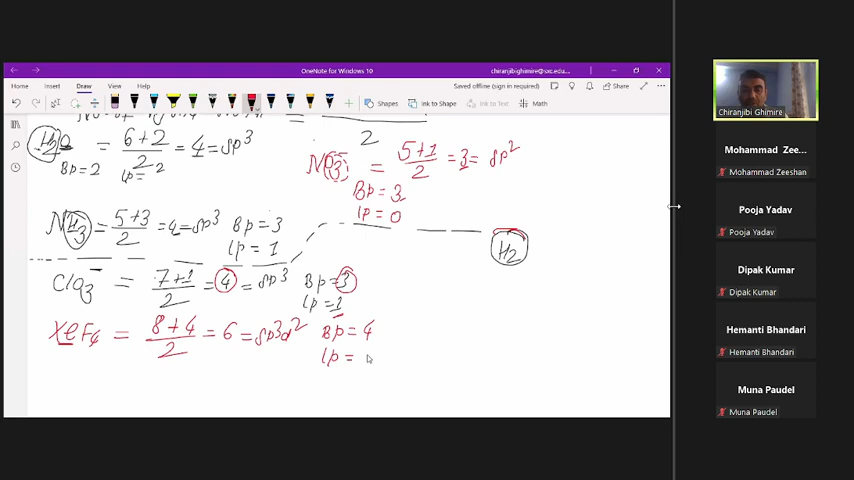 OneNote for Windows 10
chiranjibighimire@sxc.edu...
Home Insert Draw View Help
Saved offline (sign in required)
Shapes Ink to Shape Ink to Text Math
H2O = 6+2/2 = 4 = sp3
Bp = 2 lp = 2
2
NO3- = 5+1/2 = 3 = sp2
Bp = 3
lp = 0
NH3 = 5+3/2 = 4 = sp3 Bp = 3
lp = 1
H2
ClO3- = 7+1/2 = 4 = sp3 Bp = 3
lp = 1
XeF4 = 8+4/2 = 6 = sp3d2 Bp = 4
lp =
Chiranjibi Ghimire
Mohammad Zee...
Mohammad Zeeshan
Pooja Yadav
Pooja Yadav
Dipak Kumar
Dipak Kumar
Hemanti Bhandari
Hemanti Bhandari
Muna Paudel
Muna Paudel